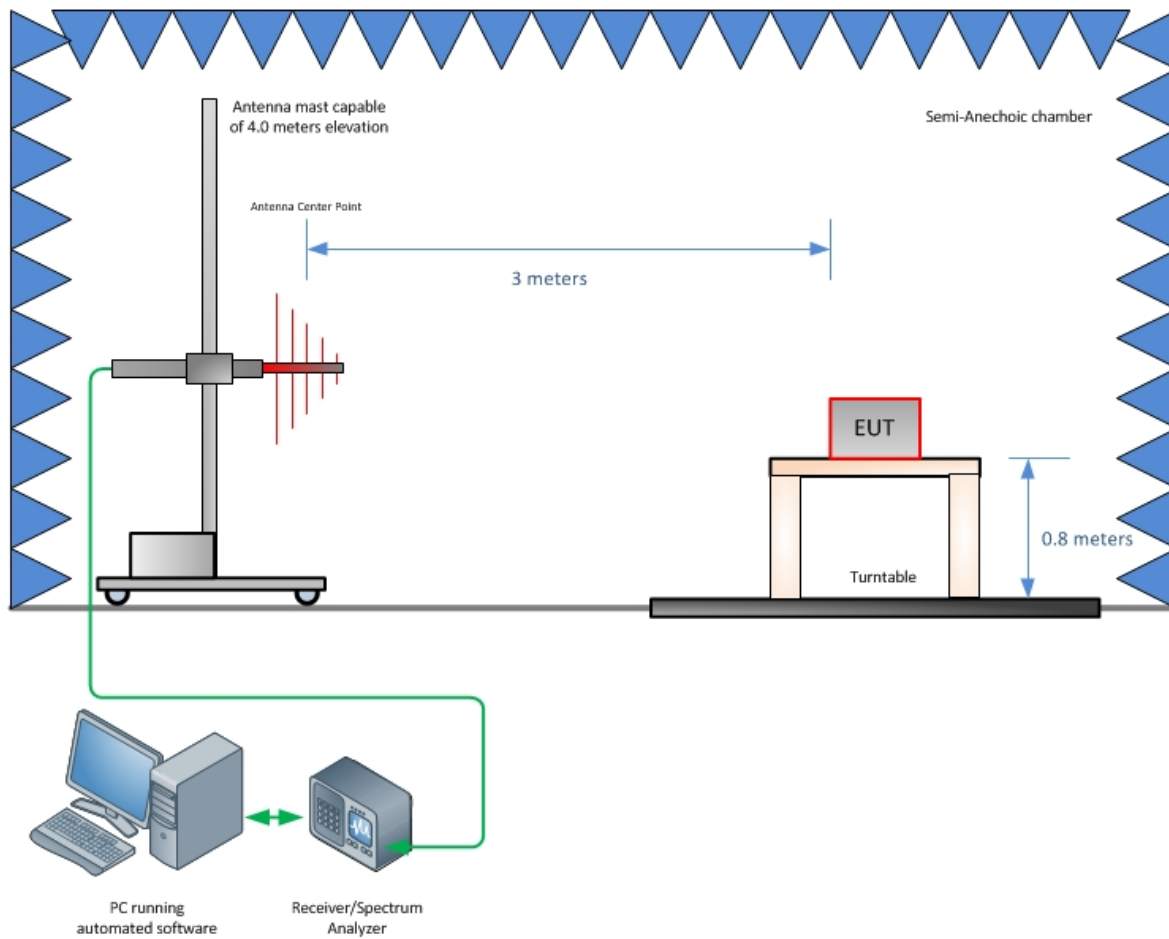 Antenna mast capable
of 4.0 meters elevation
Semi-Anechoic chamber
Antenna Center Point
3 meters
EUT
0.8 meters
Turntable
PC running
automated software
Receiver/Spectrum
Analyzer